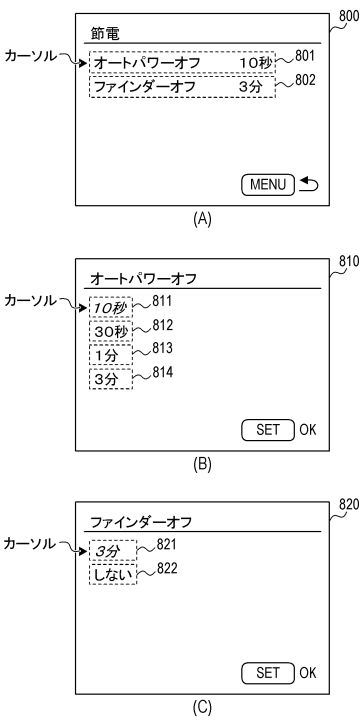 800
節電
カーソル
オートパワーオフ 10秒 801
ファインダーオフ 3分 802
MENU
(A)
810
オートパワーオフ
カーソル
10秒 811
30秒 812
1分 813
3分 814
SET OK
(B)
820
ファインダーオフ
カーソル
3分 821
しない 822
SET OK
(C)